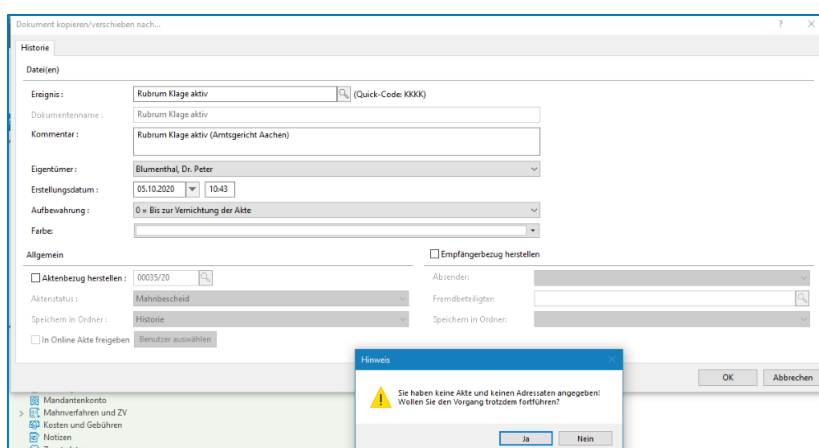 Dokument kopieren/verschieben nach...
Historie
Datei(en)
Ereignis : Rubrum Klage aktiv (Quick-Code: KKKK)
Dokumentenname : Rubrum Klage aktiv
Kommentar : Rubrum Klage aktiv (Amtsgericht Aachen)
Eigentümer : Blumenthal, Dr. Peter
Erstellungsdatum : 05.10.2020 10:43
Aufbewahrung : 0 = Bis zur Vernichtung der Akte
Farbe:
Allgemein
Aktenbezug herstellen : 00035/20
Aktenstatus : Mahnbescheid
Speichern in Ordner : Historie
In Online Akte freigeben Benutzer auswählen
Empfängerbezug herstellen
Absender:
Fremdbeteiligter:
Speichern in Ordner:
Hinweis
Sie haben keine Akte und keinen Adressaten angegeben!
Wollen Sie den Vorgang trotzdem fortführen?
Ja Nein
OK Abbrechen
Mandantenkonto
Mahnverfahren und ZV
Kosten und Gebühren
Notizen